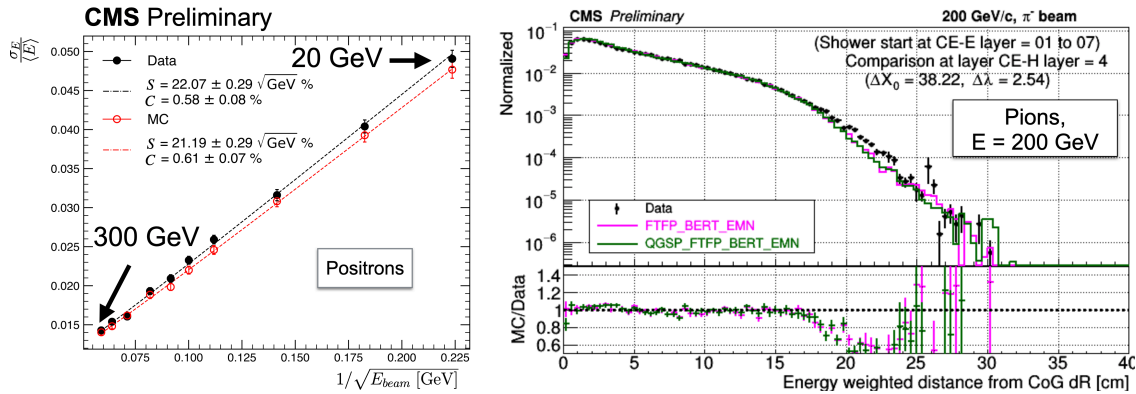 CMS Preliminary
σ_E / ⟨E⟩
0.050
0.045
0.040
0.035
0.030
0.025
0.020
0.015
Data
S = 22.07 ± 0.29 √GeV %
C = 0.58 ± 0.08 %
MC
S = 21.19 ± 0.29 √GeV %
C = 0.61 ± 0.07 %
20 GeV
300 GeV
Positrons
0.075 0.100 0.125 0.150 0.175 0.200 0.225
1/√E_beam [GeV]
CMS Preliminary 200 GeV/c, π⁻ beam
Normalized
10⁻¹
10⁻²
10⁻³
10⁻⁴
10⁻⁵
10⁻⁶
(Shower start at CE-E layer = 01 to 07)
Comparison at layer CE-H layer = 4
(ΔX₀ = 38.22, Δλ = 2.54)
Pions,
E = 200 GeV
Data
FTFP_BERT_EMN
QGSP_FTFP_BERT_EMN
MC/Data
1.4
1.2
1
0.8
0.6
0 5 10 15 20 25 30 35 40
Energy weighted distance from CoG dR [cm]